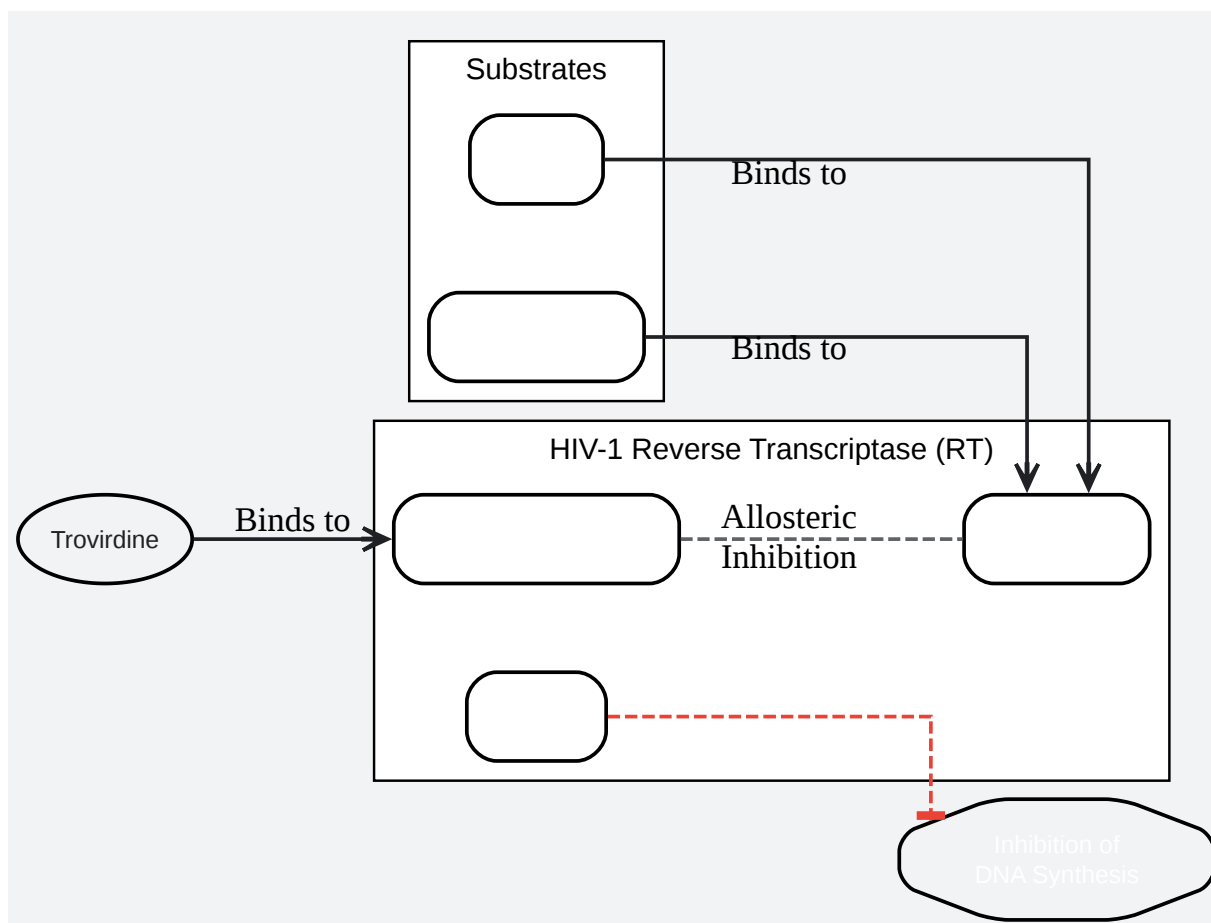 Substrates
Binds to
Binds to
HIV-1 Reverse Transcriptase (RT)
Trovirdine
Binds to
Allosteric
Inhibition
Inhibition of
DNA Synthesis